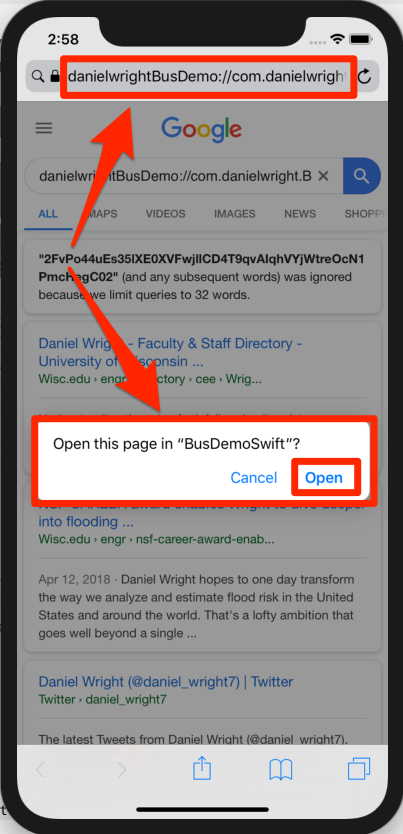 2:58
danielwrightBusDemo://com.danielwright
Google
danielwrightBusDemo://com.danielwright.B
ALL MAPS VIDEOS IMAGES NEWS SHOPP
"2FvPo44uEs35lXE0XVFwjlICD4T9qvAlqhVYjWtreOcN1
PmcHegC02" (and any subsequent words) was ignored
because we limit queries to 32 words.
Daniel Wright - Faculty & Staff Directory -
University of Wisconsin ...
Wisc.edu › engr › directory › cee › Wrig...
Open this page in “BusDemoSwift”?
Cancel Open
NSF CAREER award enables Wright to dive deeper
into flooding ...
Wisc.edu › engr › nsf-career-award-enab...
Apr 12, 2018 · Daniel Wright hopes to one day transform
the way we analyze and estimate flood risk in the United
States and around the world. That's a lofty ambition that
goes well beyond a single ...
Daniel Wright (@daniel_wright7) | Twitter
Twitter › daniel_wright7
The latest Tweets from Daniel Wright (@daniel_wright7).
t